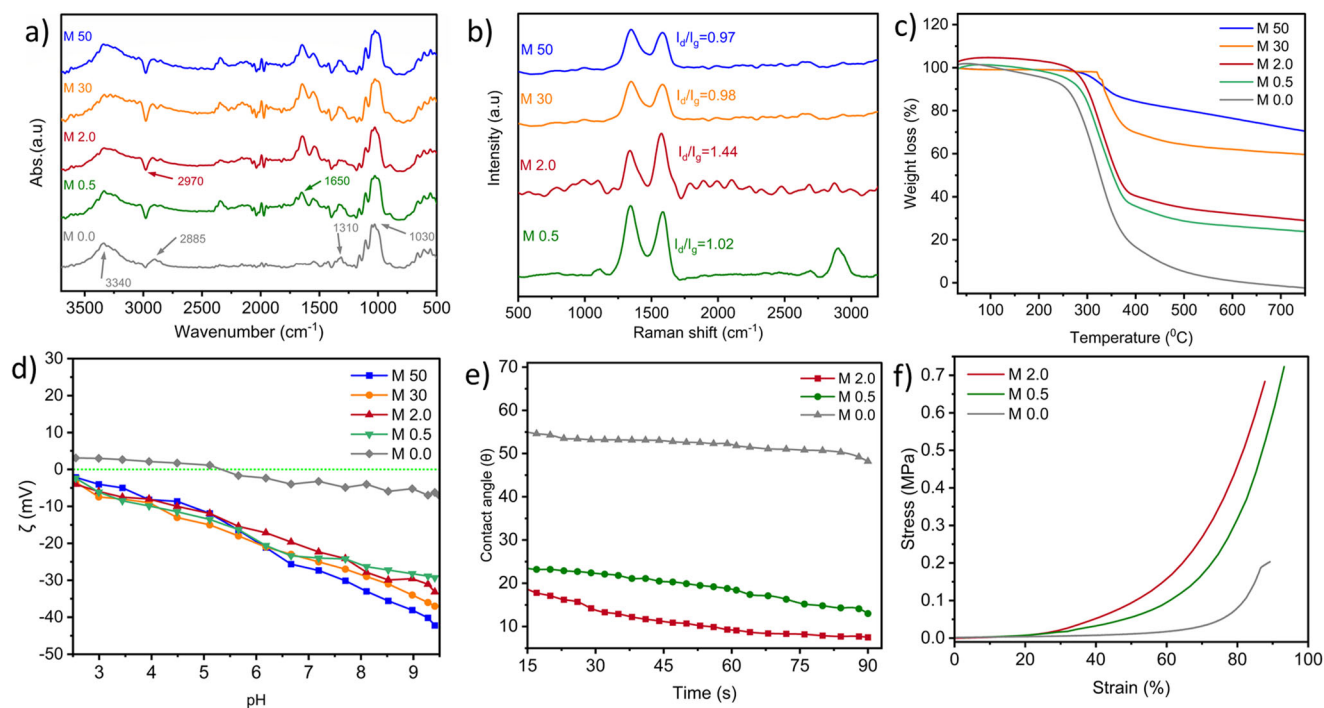 a)
M 50
M 30
M 2.0
2970
M 0.5
1650
M 0.0
2885
1310
1030
3340
Abs.(a.u)
3500 3000 2500 2000 1500 1000 500
Wavenumber (cm-1)
b)
M 50
Id/Ig=0.97
M 30
Id/Ig=0.98
M 2.0
Id/Ig=1.44
M 0.5
Id/Ig=1.02
Intensity (a.u)
500 1000 1500 2000 2500 3000
Raman shift (cm-1)
c)
M 50
M 30
M 2.0
M 0.5
M 0.0
Weight loss (%)
120
100
80
60
40
20
0
100 200 300 400 500 600 700
Temperature (0C)
d)
M 50
M 30
M 2.0
M 0.5
M 0.0
ζ (mV)
30
20
10
0
-10
-20
-30
-40
-50
3 4 5 6 7 8 9
pH
e)
M 2.0
M 0.5
M 0.0
Contact angle (θ)
70
60
50
40
30
20
10
15 30 45 60 75 90
Time (s)
f)
M 2.0
M 0.5
M 0.0
Stress (MPa)
0.7
0.6
0.5
0.4
0.3
0.2
0.1
0.0
0 20 40 60 80 100
Strain (%)